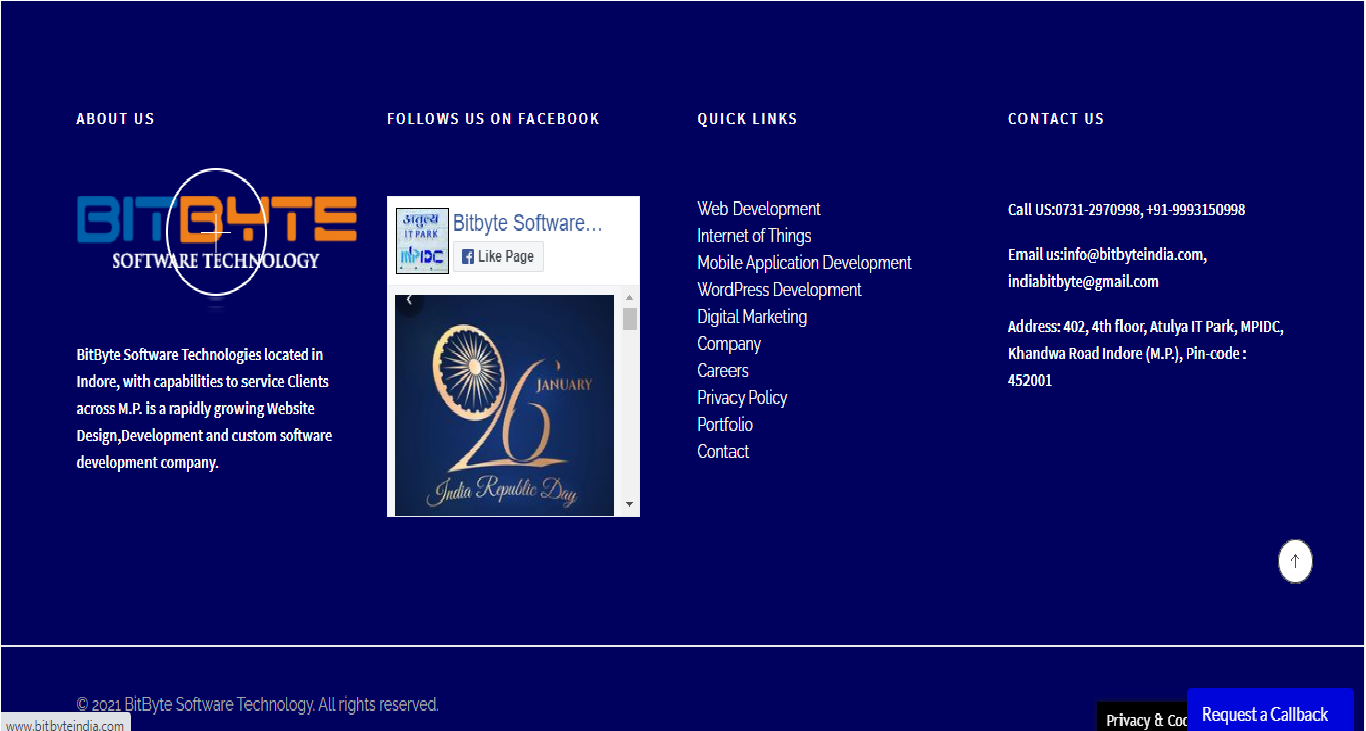 ABOUT US
BITBYTE
SOFTWARE TECHNOLOGY
BitByte Software Technologies located in
Indore, with capabilities to service Clients
across M.P. is a rapidly growing Website
Design,Development and custom software
development company.
FOLLOWS US ON FACEBOOK
अतुल्य
IT PARK
MPIDC
Bitbyte Software...
Like Page
26
JANUARY
India Republic Day
QUICK LINKS
Web Development
Internet of Things
Mobile Application Development
WordPress Development
Digital Marketing
Company
Careers
Privacy Policy
Portfolio
Contact
CONTACT US
Call US:0731-2970998, +91-9993150998
Email us:info@bitbyteindia.com,
indiabitbyte@gmail.com
Address: 402, 4th floor, Atulya IT Park, MPIDC,
Khandwa Road Indore (M.P.), Pin-code :
452001
© 2021 BitByte Software Technology. All rights reserved.
www.bitbyteindia.com
Privacy & Coo
Request a Callback